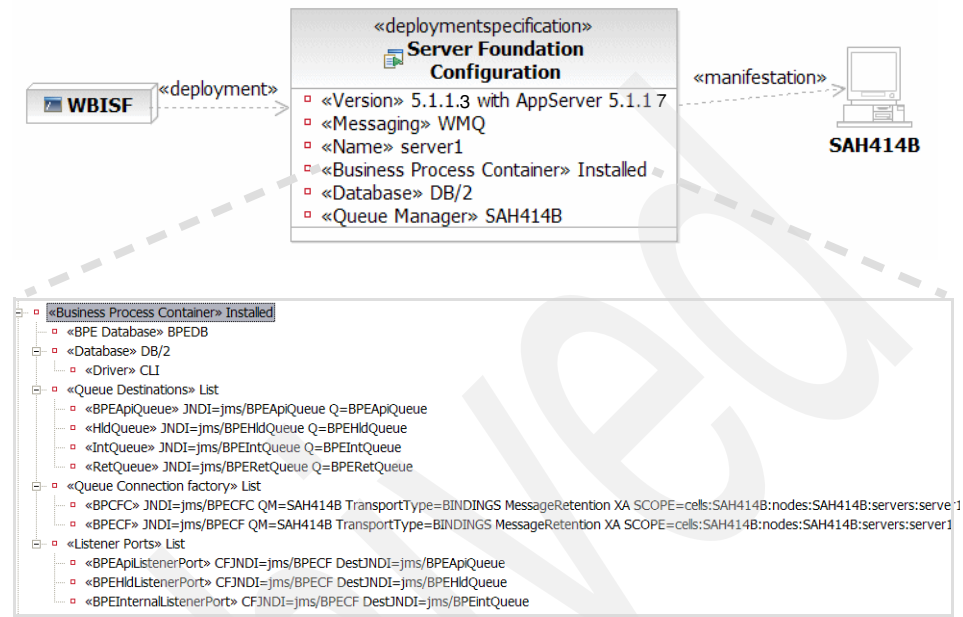 «deploymentspecification»
Server Foundation
Configuration
WBISF
«deployment»
«manifestation»
SAH414B
«Version» 5.1.1.3 with AppServer 5.1.1 7
«Messaging» WMQ
«Name» server1
«Business Process Container» Installed
«Database» DB/2
«Queue Manager» SAH414B
«Business Process Container» Installed
«BPE Database» BPEDB
«Database» DB/2
«Driver» CLI
«Queue Destinations» List
«BPEApiQueue» JNDI=jms/BPEApiQueue Q=BPEApiQueue
«HldQueue» JNDI=jms/BPEHldQueue Q=BPEHldQueue
«IntQueue» JNDI=jms/BPEIntQueue Q=BPEIntQueue
«RetQueue» JNDI=jms/BPERetQueue Q=BPERetQueue
«Queue Connection factory» List
«BPCFC» JNDI=jms/BPECFC QM=SAH414B TransportType=BINDINGS MessageRetention XA SCOPE=cells:SAH414B:nodes:SAH414B:servers:server1
«BPECF» JNDI=jms/BPECF QM=SAH414B TransportType=BINDINGS MessageRetention XA SCOPE=cells:SAH414B:nodes:SAH414B:servers:server1
«Listener Ports» List
«BPEApiListenerPort» CFJNDI=jms/BPECF DestJNDI=jms/BPEApiQueue
«BPEHldListenerPort» CFJNDI=jms/BPECF DestJNDI=jms/BPEHldQueue
«BPEInternalListenerPort» CFJNDI=jms/BPECF DestJNDI=jms/BPEintQueue